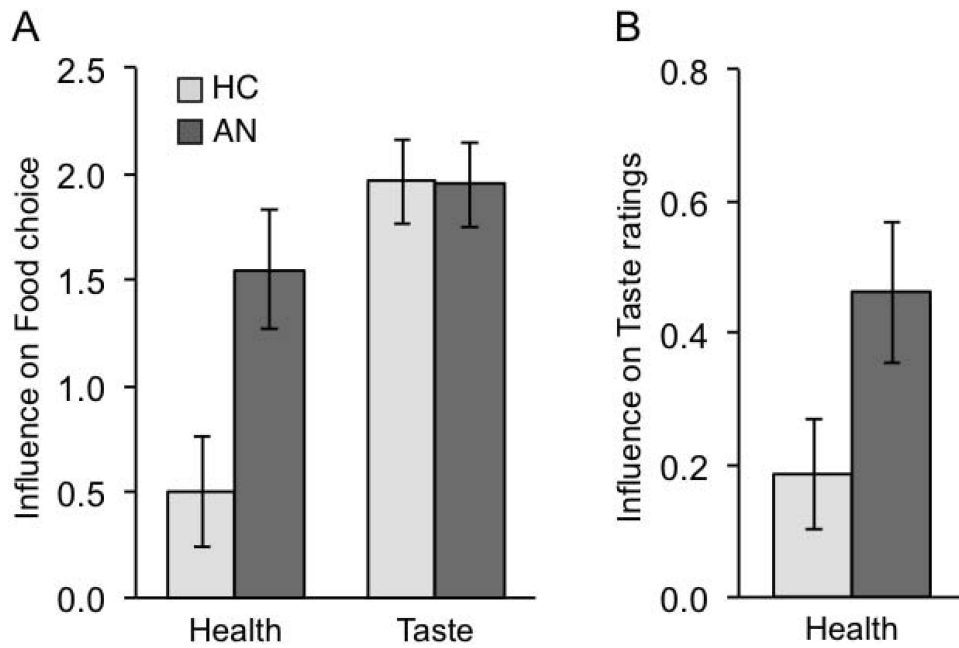 A
Influence on Food choice
2.5
2.0
1.5
1.0
0.5
0.0
HC
AN
Health
Taste
B
Influence on Taste ratings
0.8
0.6
0.4
0.2
0.0
Health